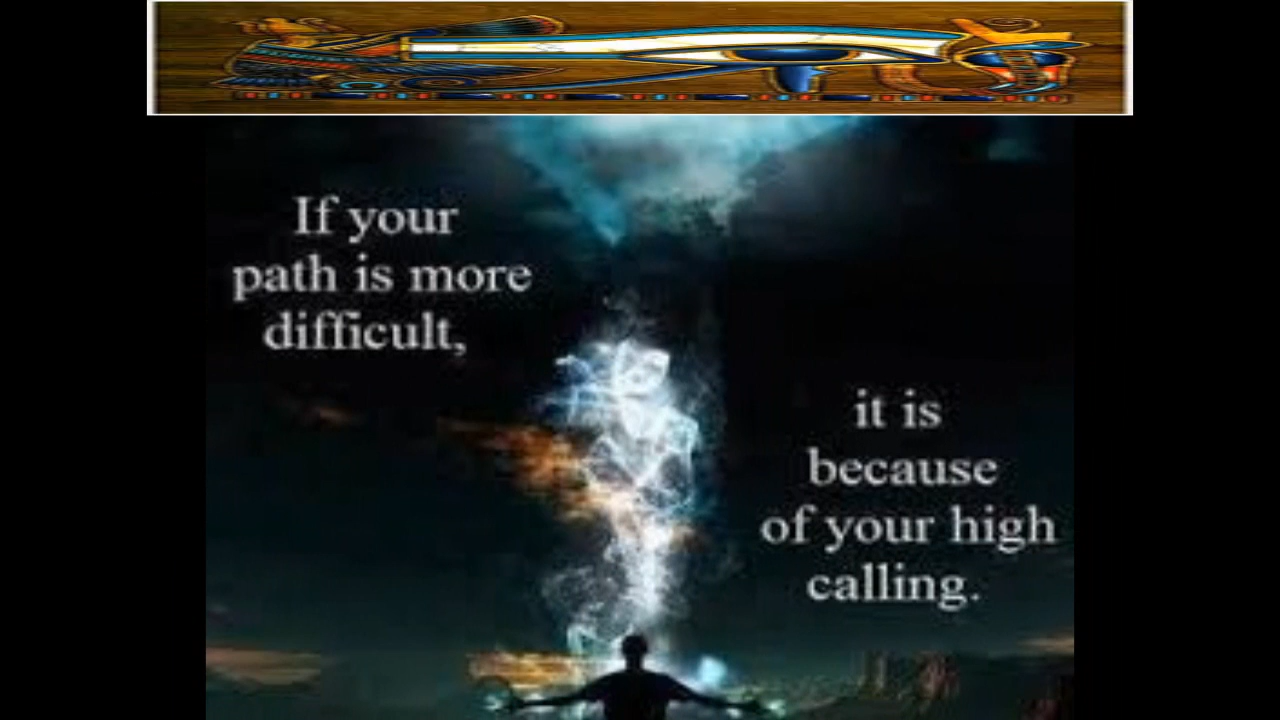 If your
path is more
difficult,
it is
because
of your high
calling.